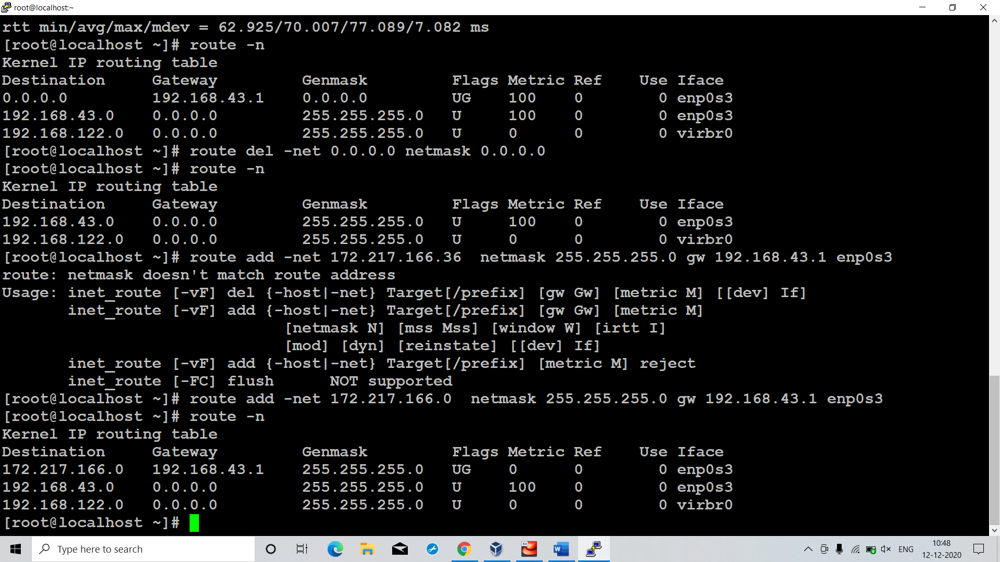 root@localhost:~
rtt min/avg/max/mdev = 62.925/70.007/77.089/7.082 ms
[root@localhost ~]# route -n
Kernel IP routing table
Destination     Gateway         Genmask         Flags Metric Ref    Use Iface
0.0.0.0         192.168.43.1    0.0.0.0         UG    100    0        0 enp0s3
192.168.43.0    0.0.0.0         255.255.255.0   U     100    0        0 enp0s3
192.168.122.0   0.0.0.0         255.255.255.0   U     0      0        0 virbr0
[root@localhost ~]# route del -net 0.0.0.0 netmask 0.0.0.0
[root@localhost ~]# route -n
Kernel IP routing table
Destination     Gateway         Genmask         Flags Metric Ref    Use Iface
192.168.43.0    0.0.0.0         255.255.255.0   U     100    0        0 enp0s3
192.168.122.0   0.0.0.0         255.255.255.0   U     0      0        0 virbr0
[root@localhost ~]# route add -net 172.217.166.36  netmask 255.255.255.0 gw 192.168.43.1 enp0s3
route: netmask doesn't match route address
Usage: inet_route [-vF] del {-host|-net} Target[/prefix] [gw Gw] [metric M] [[dev] If]
       inet_route [-vF] add {-host|-net} Target[/prefix] [gw Gw] [metric M]
                              [netmask N] [mss Mss] [window W] [irtt I]
                              [mod] [dyn] [reinstate] [[dev] If]
       inet_route [-vF] add {-host|-net} Target[/prefix] [metric M] reject
       inet_route [-FC] flush      NOT supported
[root@localhost ~]# route add -net 172.217.166.0  netmask 255.255.255.0 gw 192.168.43.1 enp0s3
[root@localhost ~]# route -n
Kernel IP routing table
Destination     Gateway         Genmask         Flags Metric Ref    Use Iface
172.217.166.0   192.168.43.1    255.255.255.0   UG    0      0        0 enp0s3
192.168.43.0    0.0.0.0         255.255.255.0   U     100    0        0 enp0s3
192.168.122.0   0.0.0.0         255.255.255.0   U     0      0        0 virbr0
[root@localhost ~]#
Type here to search
64
W
ENG
10:48
12-12-2020